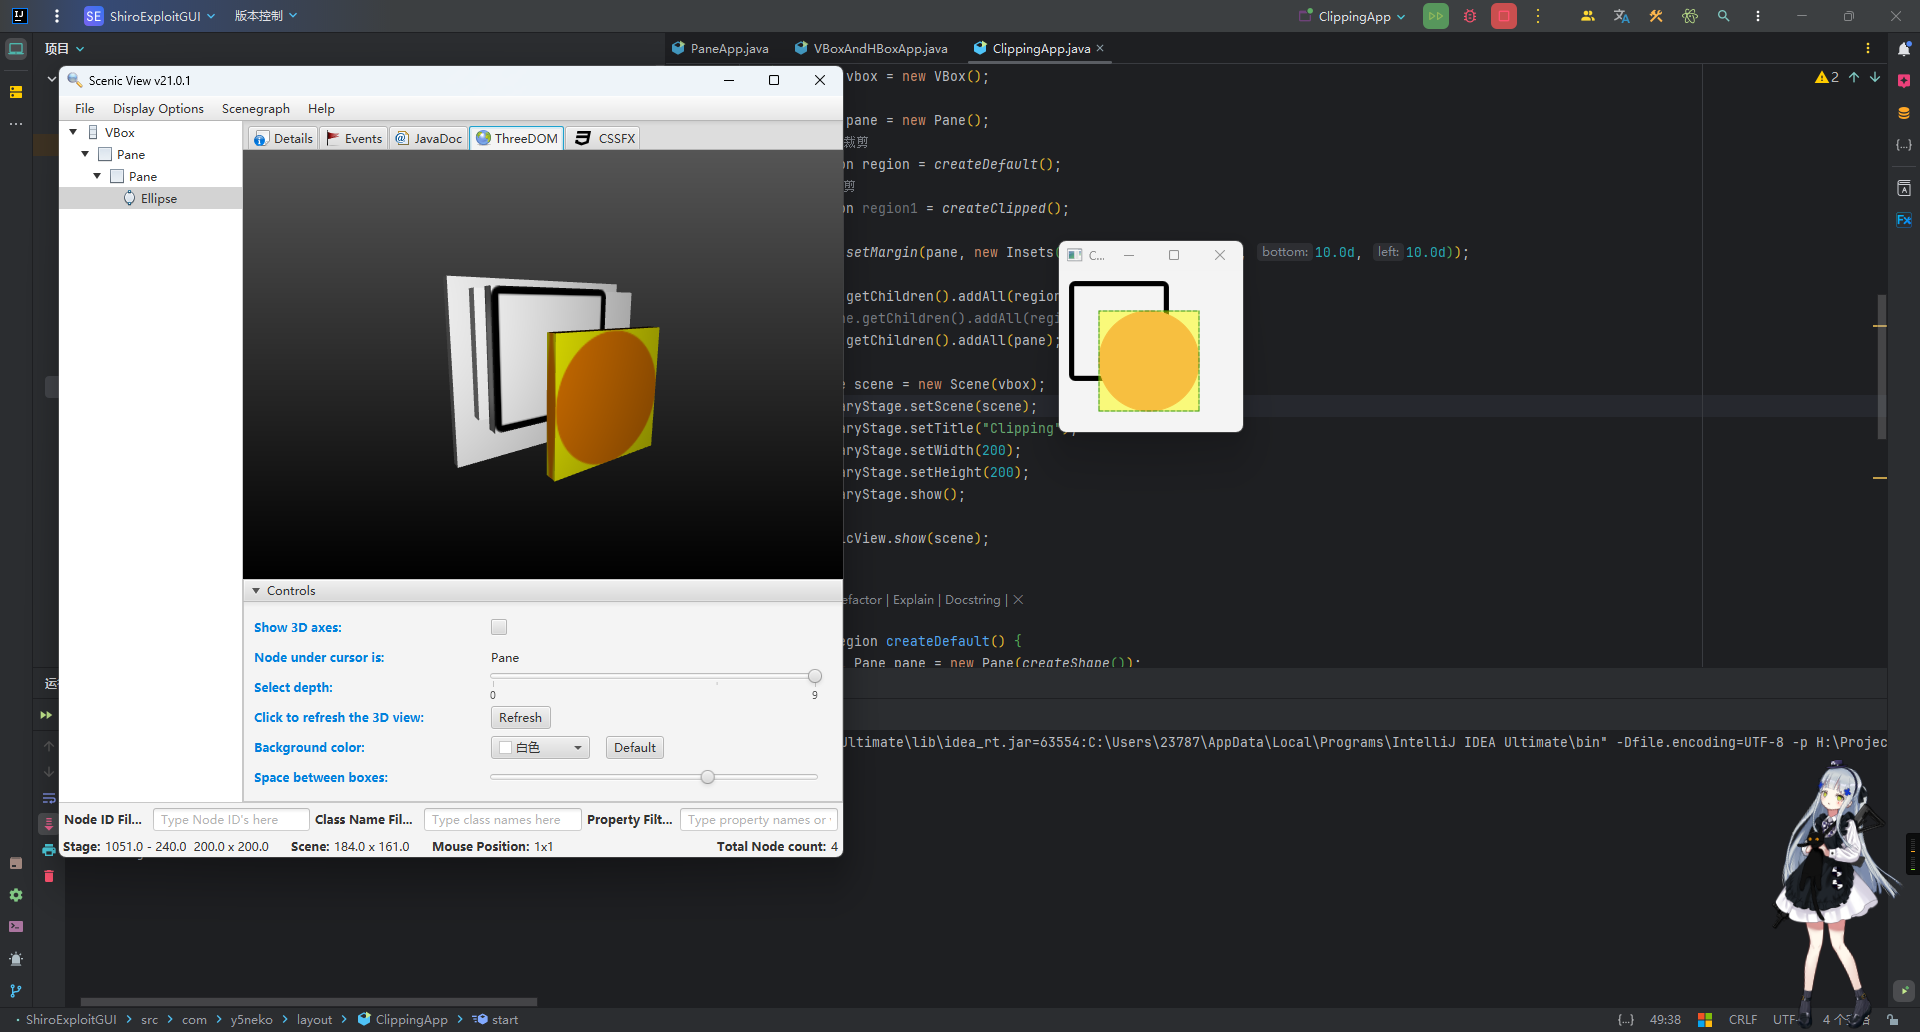 SE ShiroExploitGUI 版本控制 ClippingApp
项目
PaneApp.java VBoxAndHBoxApp.java ClippingApp.java
Scenic View v21.0.1
File Display Options Scenegraph Help
VBox
Pane
Pane
Ellipse
Details Events JavaDoc ThreeDOM CSSFX
Controls
Show 3D axes:
Node under cursor is: Pane
Select depth:
0 9
Click to refresh the 3D view: Refresh
Background color: 白色 Default
Space between boxes:
Node ID Fil... Type Node ID's here Class Name Fil... Type class names here Property Filt... Type property names or
Stage: 1051.0 - 240.0 200.0 x 200.0 Scene: 184.0 x 161.0 Mouse Position: 1x1 Total Node count: 4
vbox = new VBox();
2
pane = new Pane();
裁剪
on region = createDefault();
剪
on region1 = createClipped();
setMargin(pane, new Insets( bottom: 10.0d, left: 10.0d));
getChildren().addAll(region
ne.getChildren().addAll(regi
getChildren().addAll(pane);
e scene = new Scene(vbox);
aryStage.setScene(scene);
aryStage.setTitle("Clipping");
aryStage.setWidth(200);
aryStage.setHeight(200);
aryStage.show();
icView.show(scene);
efactor | Explain | Docstring |
egion createDefault() {
Pane pane = new Pane(createShape());
C...
Fx
Ultimate\lib\idea_rt.jar=63554:C:\Users\23787\AppData\Local\Programs\IntelliJ IDEA Ultimate\bin" -Dfile.encoding=UTF-8 -p H:\Projec
ShiroExploitGUI src com y5neko layout ClippingApp start
{...} 49:38 CRLF UTF- 4